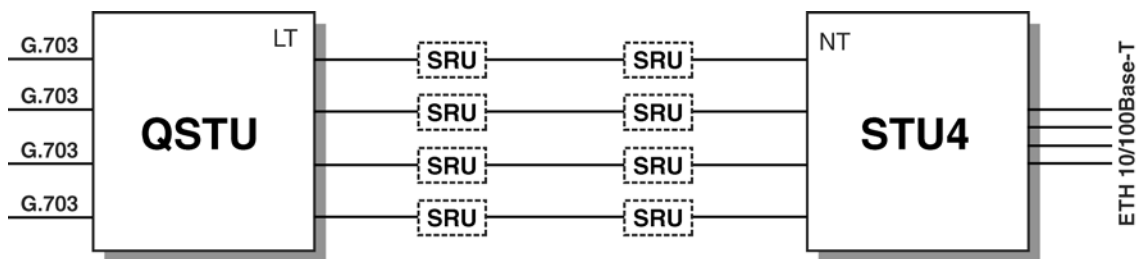 G.703
G.703
G.703
G.703
LT
QSTU
SRU SRU
SRU SRU
SRU SRU
SRU SRU
NT
STU4
ETH 10/100Base-T